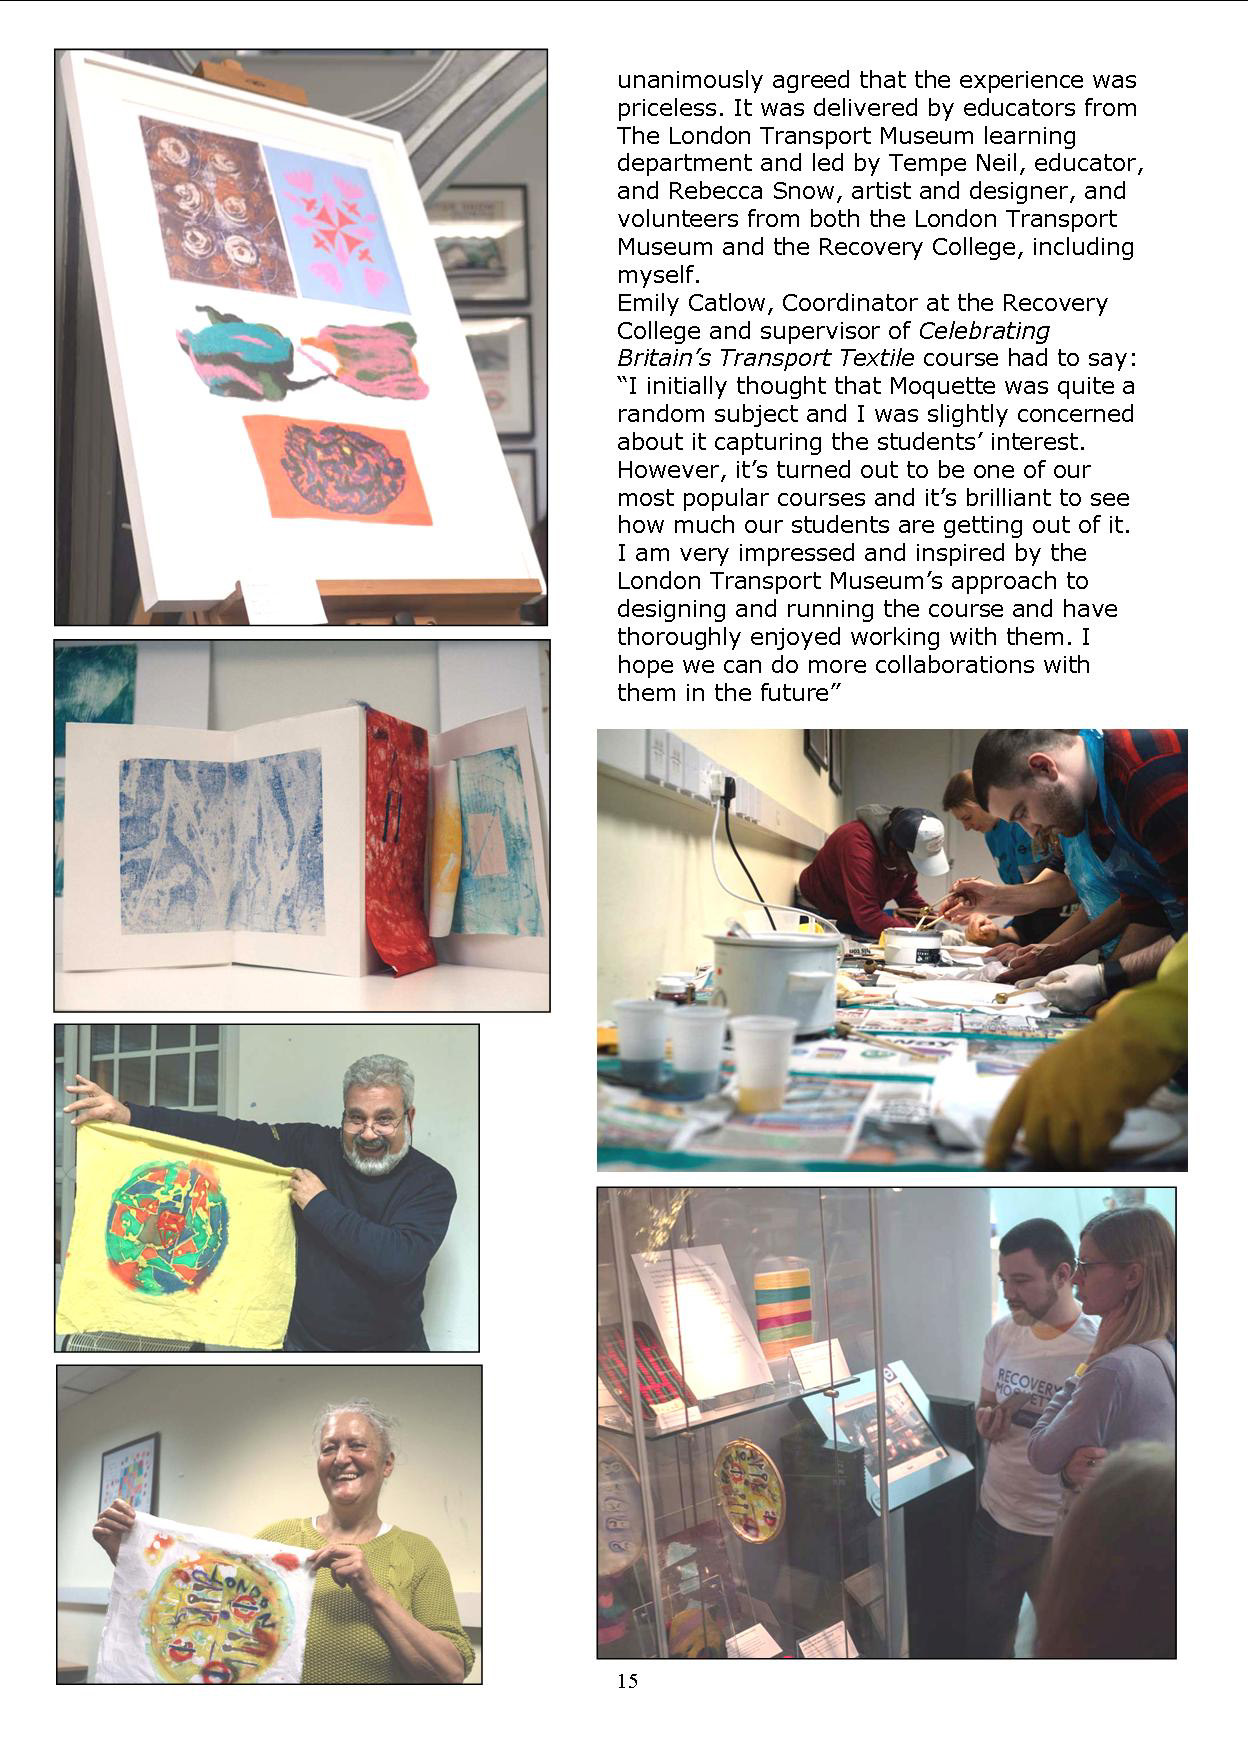 unanimously agreed that the experience was
priceless. It was delivered by educators from
The London Transport Museum learning
department and led by Tempe Neil, educator,
and Rebecca Snow, artist and designer, and
volunteers from both the London Transport
Museum and the Recovery College, including
myself.
Emily Catlow, Coordinator at the Recovery
College and supervisor of Celebrating
Britain’s Transport Textile course had to say:
“I initially thought that Moquette was quite a
random subject and I was slightly concerned
about it capturing the students’ interest.
However, it’s turned out to be one of our
most popular courses and it’s brilliant to see
how much our students are getting out of it.
I am very impressed and inspired by the
London Transport Museum’s approach to
designing and running the course and have
thoroughly enjoyed working with them. I
hope we can do more collaborations with
them in the future”
LONDON
RECOVERY
15